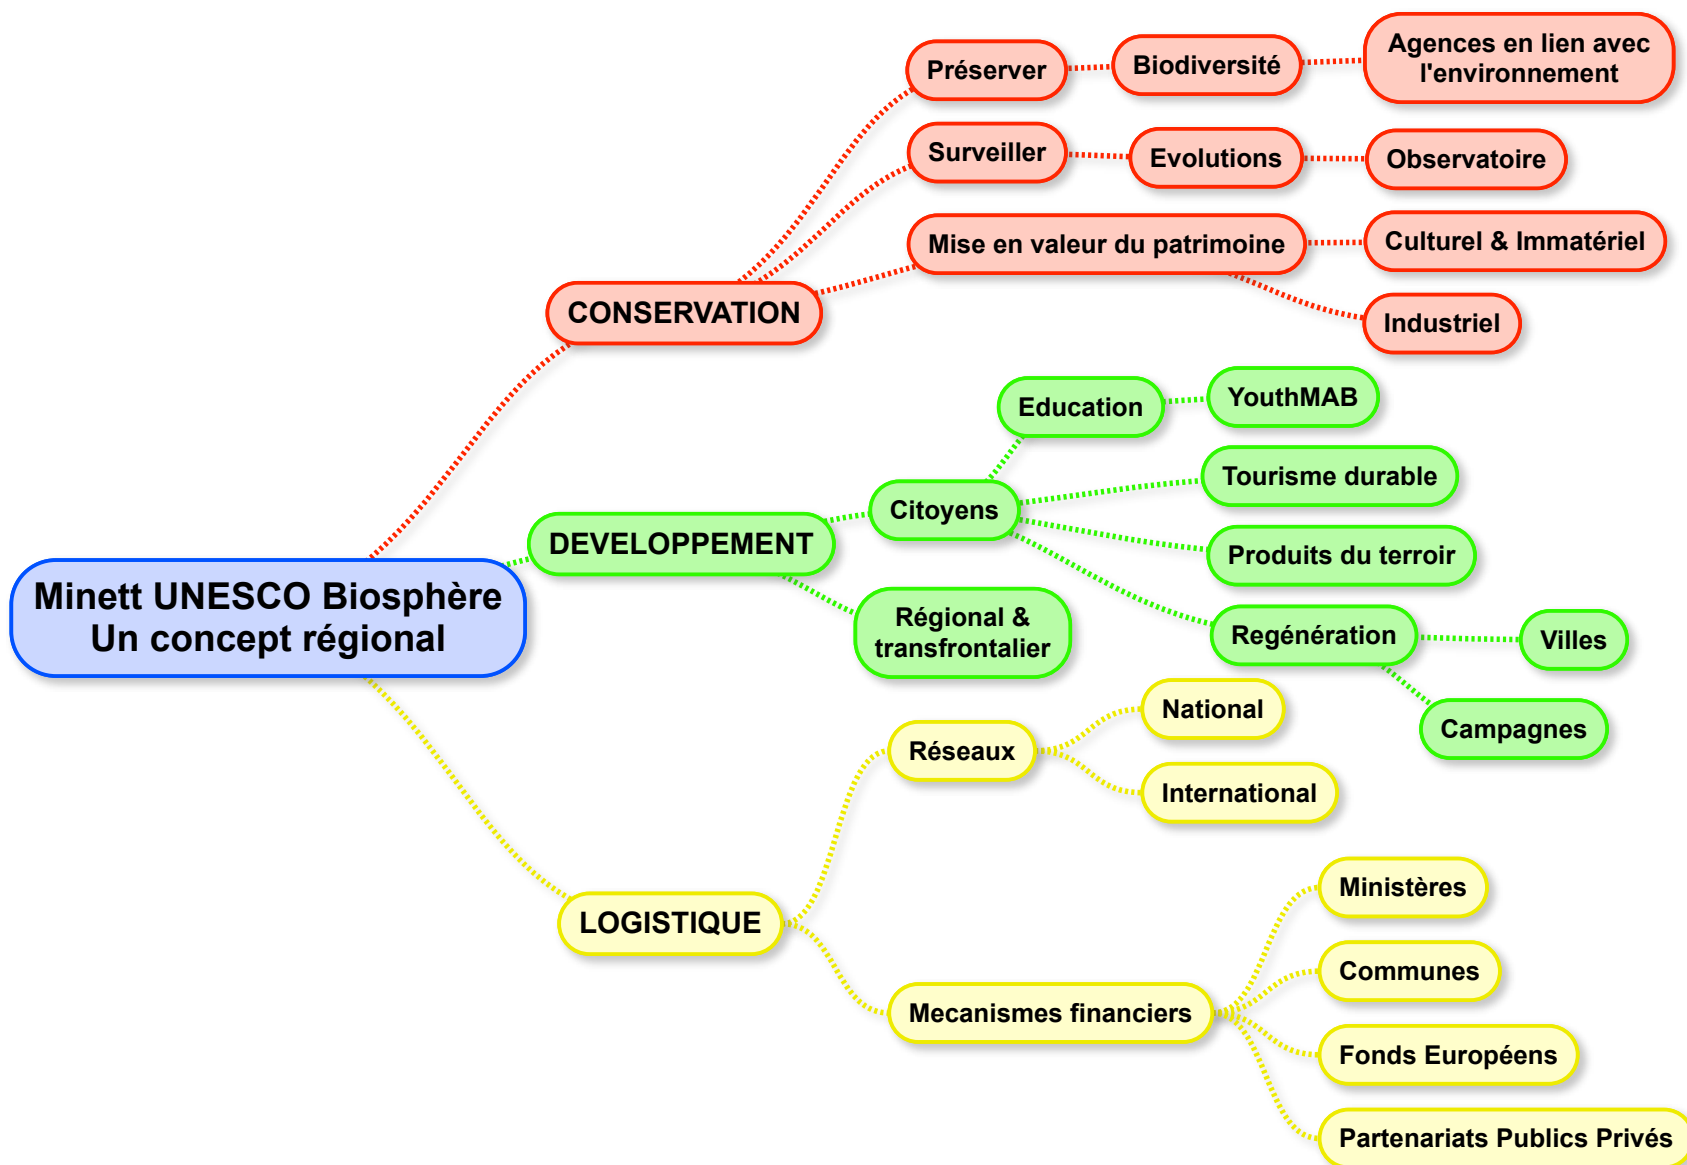 Minett UNESCO Biosphère
Un concept régional
CONSERVATION
Préserver
Biodiversité
Agences en lien avec
l'environnement
Surveiller
Evolutions
Observatoire
Mise en valeur du patrimoine
Culturel & Immatériel
Industriel
DEVELOPPEMENT
Citoyens
Education
YouthMAB
Tourisme durable
Produits du terroir
Regénération
Villes
Campagnes
Régional &
transfrontalier
LOGISTIQUE
Réseaux
National
International
Mecanismes financiers
Ministères
Communes
Fonds Européens
Partenariats Publics Privés